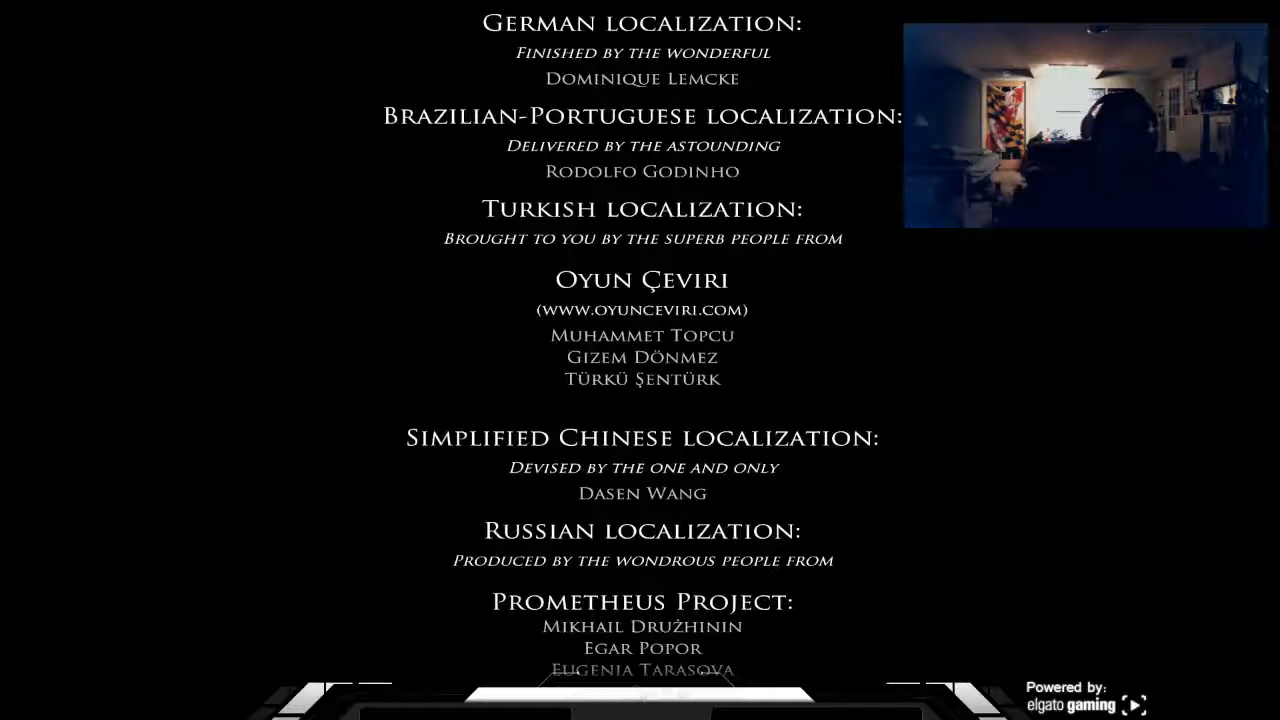 German localization:
Finished by the wonderful
Dominique Lemcke
Brazilian-Portuguese localization:
Delivered by the astounding
Rodolfo Godinho
Turkish localization:
Brought to you by the superb people from
Oyun Çeviri
(www.oyunceviri.com)
Muhammet Topcu
Gizem Dönmez
Türkü Şentürk
Simplified Chinese localization:
Devised by the one and only
Dasen Wang
Russian localization:
Produced by the wondrous people from
Prometheus Project:
Mikhail Drużhinin
Egar Popor
Eugenia Tarasova
Powered by:
elgato gaming